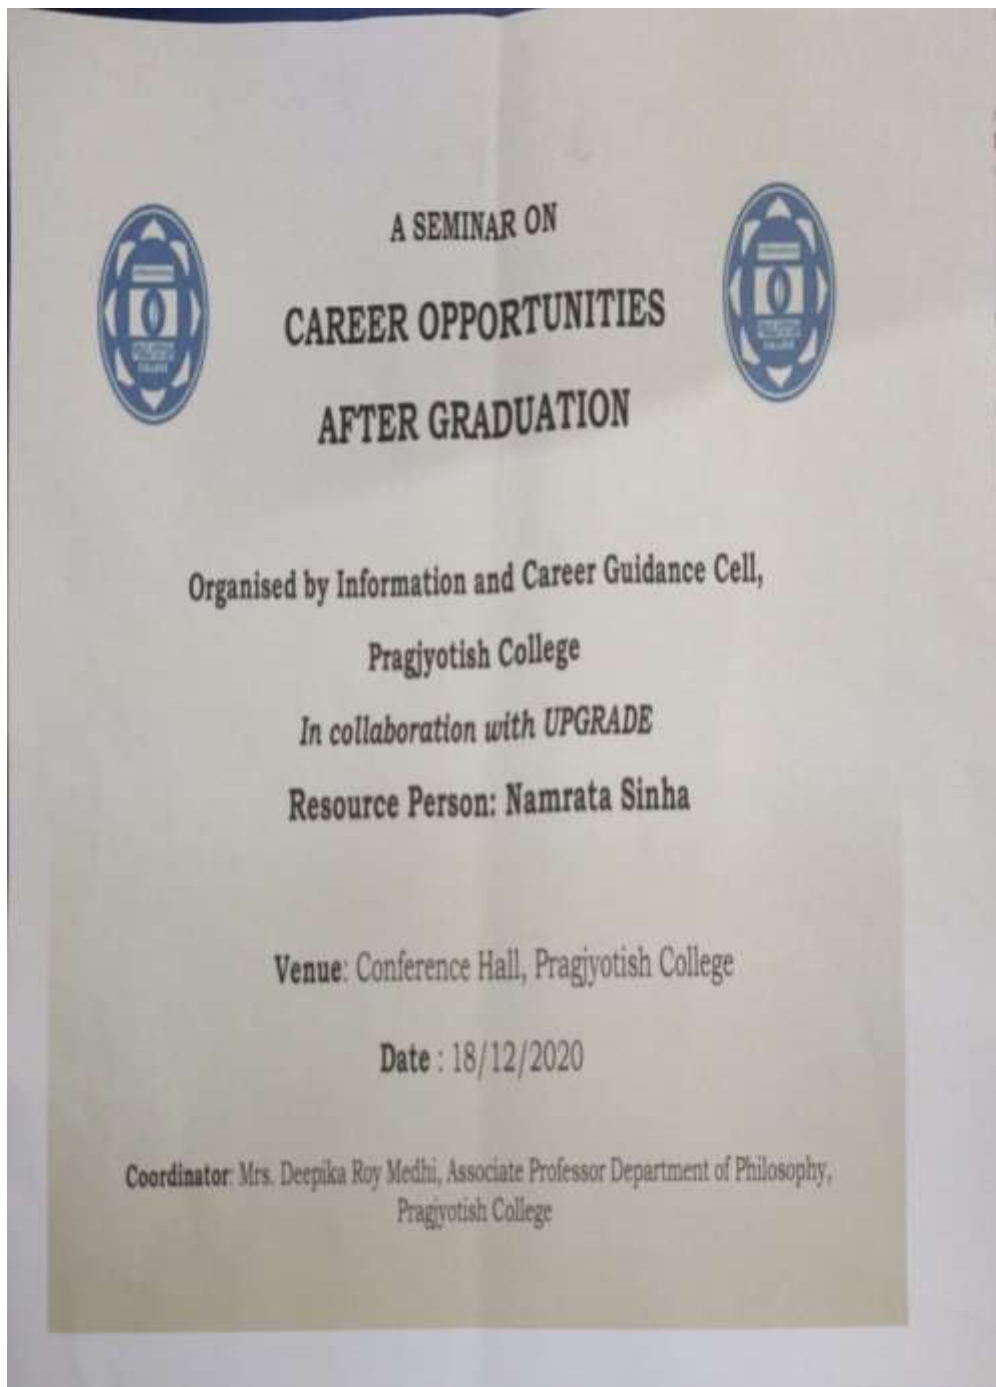 A SEMINAR ON
CAREER OPPORTUNITIES
AFTER GRADUATION
Organised by Information and Career Guidance Cell,
Pragjyotish College
In collaboration with UPGRADE
Resource Person: Namrata Sinha
Venue: Conference Hall, Pragjyotish College
Date : 18/12/2020
Coordinator: Mrs. Deepika Roy Medhi, Associate Professor Department of Philosophy,
Pragjyotish College